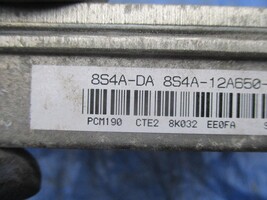 8S4A-DA 8S4A-12A650-
PCM190 CTE2 8K032 EE0FA